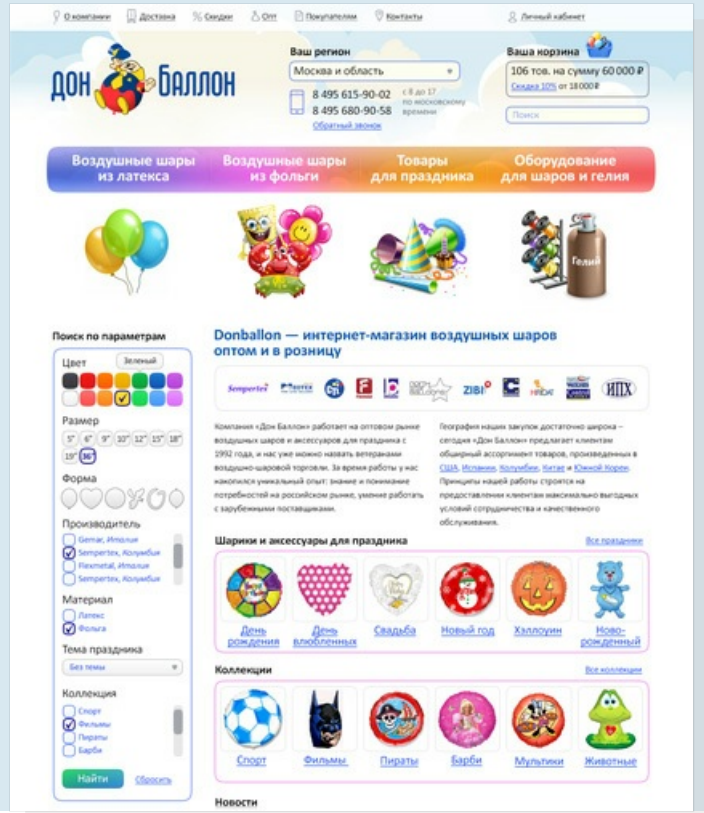 О компании Доставка % Скидки Опт Покупателям Контакты Личный кабинет
ДОН БАЛЛОН
Ваш регион
Москва и область
8 495 615-90-02
8 495 680-90-58
с 8 до 17
по московскому
времени
Обратный звонок
Ваша корзина
106 тов. на сумму 60 000 ₽
Скидка 10% от 18 000 ₽
Поиск
Воздушные шары
из латекса
Воздушные шары
из фольги
Товары
для праздника
Оборудование
для шаров и гелия
Гелий
Поиск по параметрам
Цвет
Зеленый
Размер
5" 6" 9" 10" 12" 15" 18"
19" 36"
Форма
Производитель
Gemar, Италия
Sempertex, Колумбия
Flexmetal, Италия
Sempertex, Колумбия
Материал
Латекс
Фольга
Тема праздника
Без темы
Коллекция
Спорт
Фильмы
Пираты
Барби
Найти Сбросить
Donballon — интернет-магазин воздушных шаров
оптом и в розницу
Sempertex CTI ZIBI ИПХ
Компания «Дон Баллон» работает на оптовом рынке
воздушных шаров и аксессуаров для праздника с
1992 года, и нас уже можно назвать ветеранами
воздушно-шаровой торговли. За время работы у нас
накопился уникальный опыт: знание и понимание
потребностей на российском рынке, умение работать
с зарубежными поставщиками.
География наших закупок достаточно широка –
сегодня «Дон Баллон» предлагает клиентам
обширный ассортимент товаров, произведенных в
США, Испании, Колумбии, Китае и Южной Корее.
Принципы нашей работы строятся на
предоставлении клиентам максимально выгодных
условий сотрудничества и качественного
обслуживания.
Шарики и аксессуары для праздника
Все праздники
День
рождения
День
влюбленных
Свадьба
Новый год
Хэллоуин
Ново-
рожденный
Коллекции
Все коллекции
Спорт
Фильмы
Пираты
Барби
Мультики
Животные
Новости